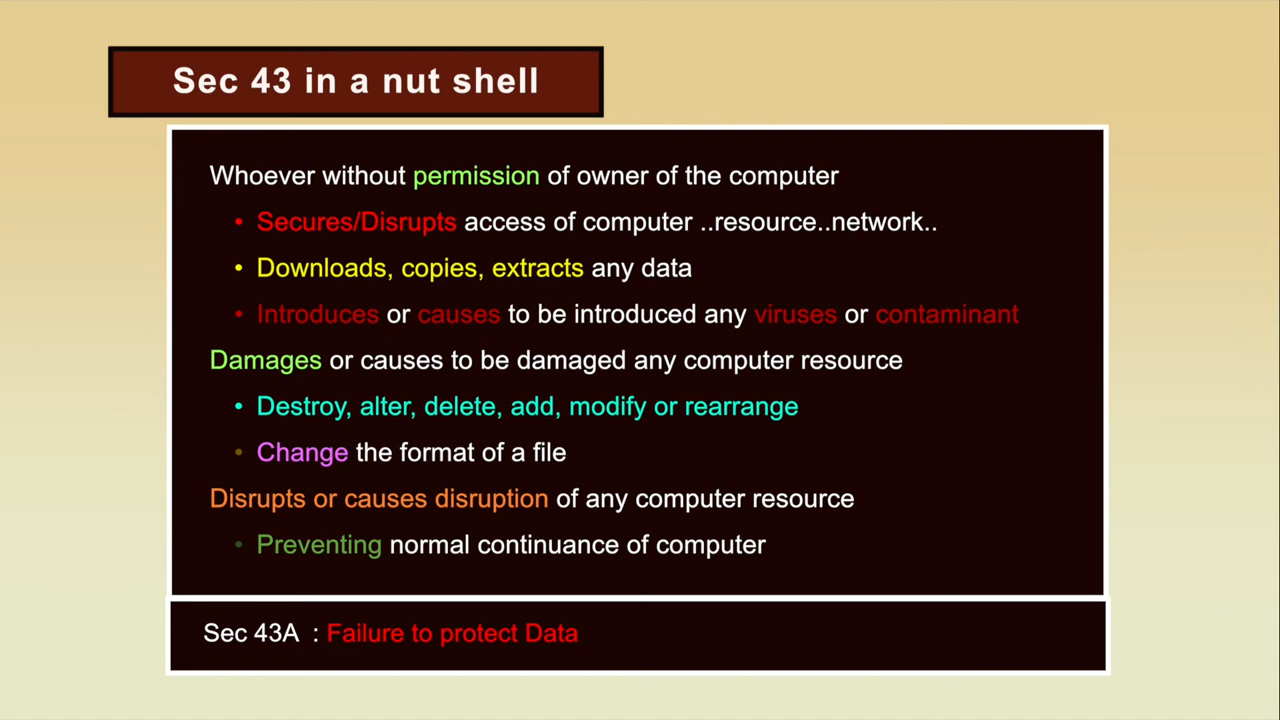 Sec 43 in a nut shell
Whoever without permission of owner of the computer
• Secures/Disrupts access of computer ..resource..network..
• Downloads, copies, extracts any data
• Introduces or causes to be introduced any viruses or contaminant
Damages or causes to be damaged any computer resource
• Destroy, alter, delete, add, modify or rearrange
• Change the format of a file
Disrupts or causes disruption of any computer resource
• Preventing normal continuance of computer
Sec 43A : Failure to protect Data